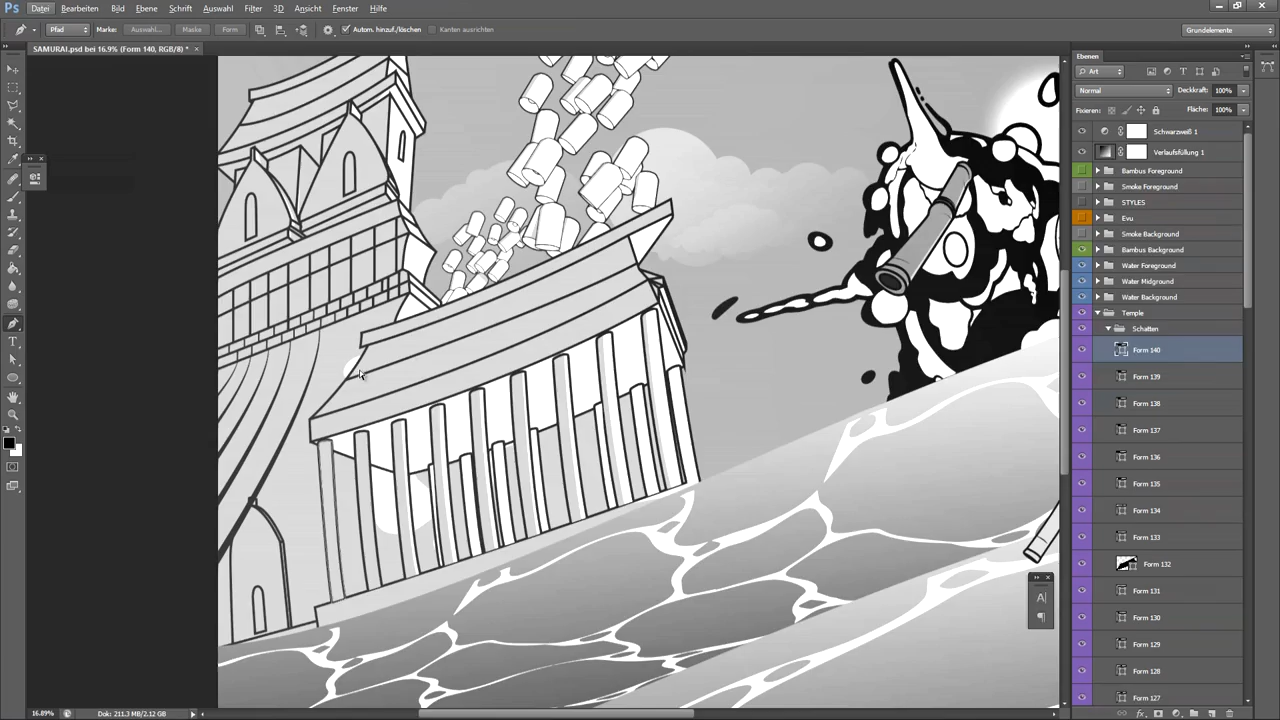 Ps Datei Bearbeiten Bild Ebene Schrift Auswahl Filter 3D Ansicht Fenster Hilfe
Pfad Marke: Auswahl... Maske Form Autom. hinzuf./löschen Kanten ausrichten Grundelemente
SAMURAI.psd bei 16.9% (Form 140, RGB/8) *
Ebenen
Art
Normal Deckkraft: 100%
Fixieren: Fläche: 100%
Schwarzweiß 1
Verlaufsfüllung 1
Bambus Foreground
Smoke Foreground
STYLES
Evu
Smoke Background
Bambus Background
Water Foreground
Water Midground
Water Background
Temple
Schatten
Form 140
Form 139
Form 138
Form 137
Form 136
Form 135
Form 134
Form 133
Form 132
Form 131
Form 130
Form 129
Form 128
Form 127
16.89% Dok: 211.3 MB/2.12 GB